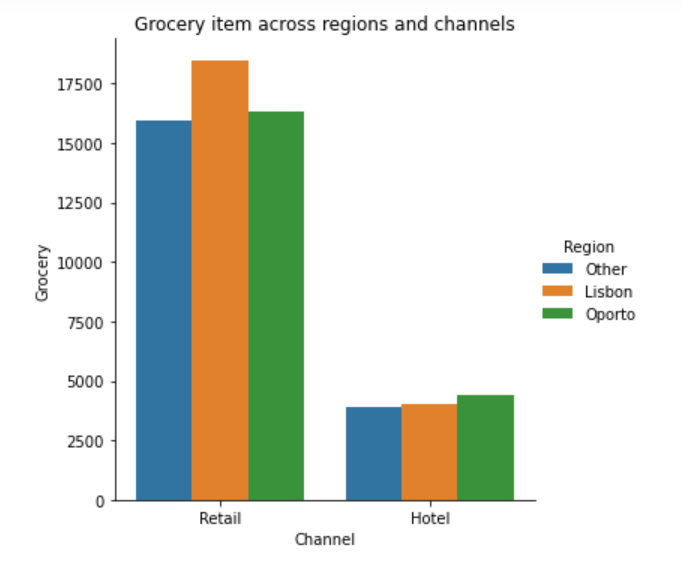 Grocery item across regions and channels
17500
15000
12500
10000
7500
5000
2500
0
Grocery
Retail
Hotel
Channel
Region
Other
Lisbon
Oporto